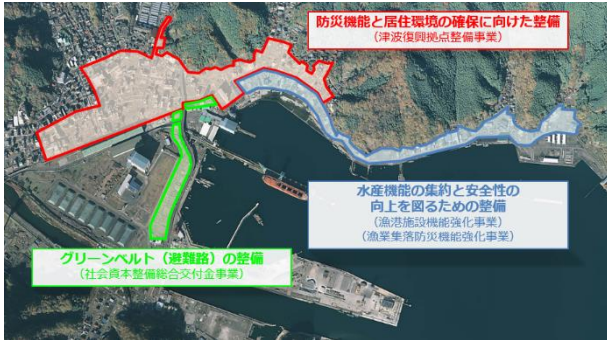 防災機能と居住環境の確保に向けた整備
(津波復興拠点整備事業)
水産機能の集約と安全性の
向上を図るための整備
(漁港施設機能強化事業)
(漁業集落防災機能強化事業)
グリーンベルト(避難路)の整備
(社会資本整備総合交付金事業)